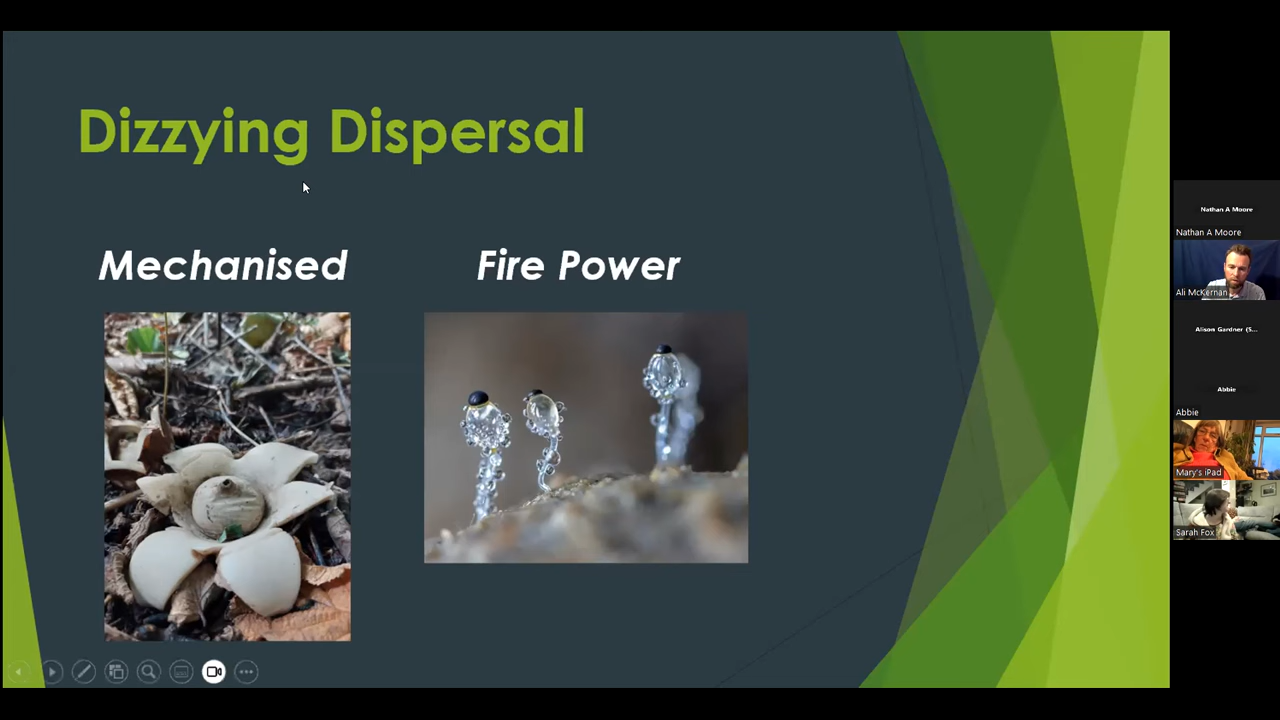 Dizzying Dispersal
Mechanised
Fire Power
Nathan A Moore
Nathan A Moore
Ali McKernan
Alison Gardner (S...
Abbie
Abbie
Mary's iPad
Sarah Fox